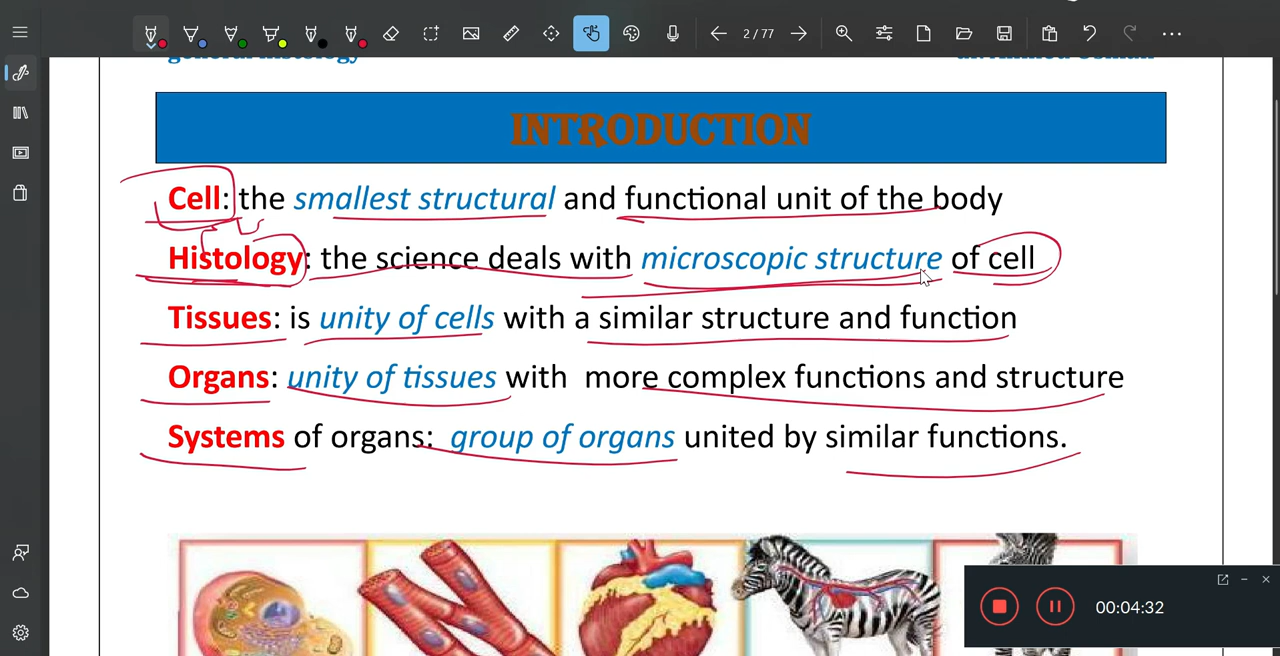 2 / 77
general histology
INTRODUCTION
Cell: the smallest structural and functional unit of the body
Histology: the science deals with microscopic structure of cell
Tissues: is unity of cells with a similar structure and function
Organs: unity of tissues with more complex functions and structure
Systems of organs: group of organs united by similar functions.
00:04:32